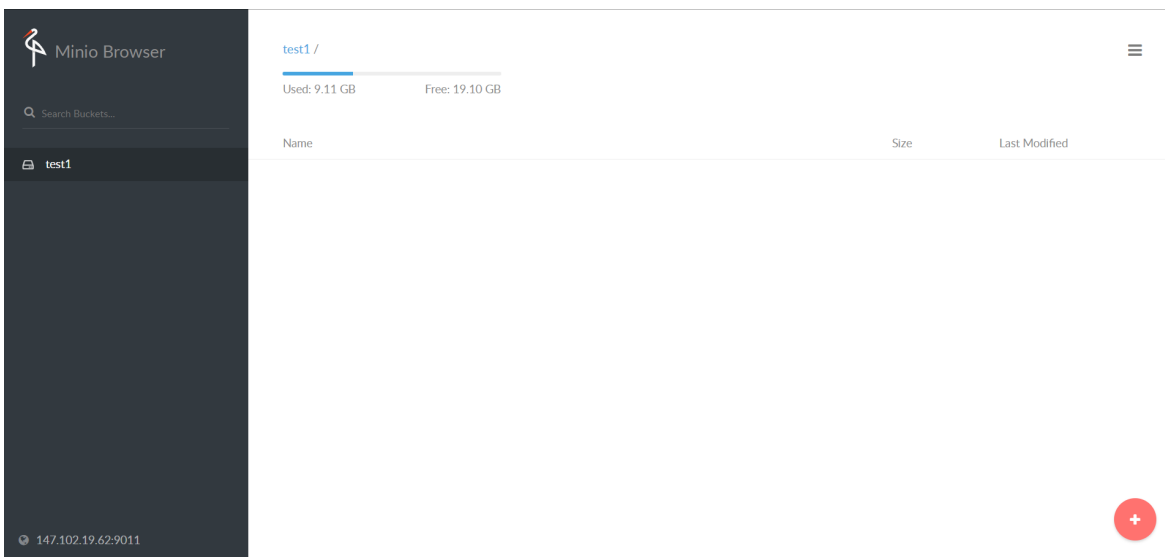 Minio Browser
Search Buckets...
test1
147.102.19.62:9011
test1 /
Used: 9.11 GB Free: 19.10 GB
Name Size Last Modified
+